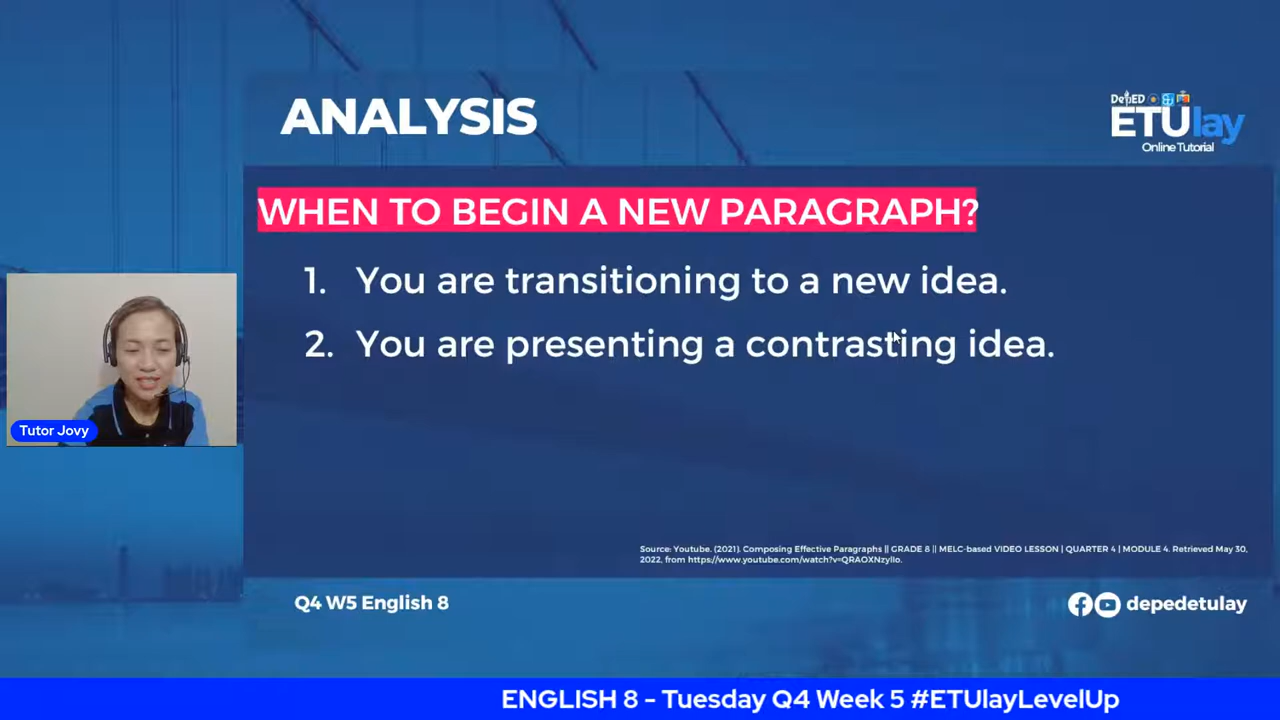 ANALYSIS
DepED
ETUlay
Online Tutorial
WHEN TO BEGIN A NEW PARAGRAPH?
1. You are transitioning to a new idea.
2. You are presenting a contrasting idea.
Tutor Jovy
Source: Youtube. (2021). Composing Effective Paragraphs || GRADE 8 || MELC-based VIDEO LESSON | QUARTER 4 | MODULE 4. Retrieved May 30,
2022, from https://www.youtube.com/watch?v=QRAOXNzyllo.
Q4 W5 English 8
depedetulay
ENGLISH 8 - Tuesday Q4 Week 5 #ETUlayLevelUp